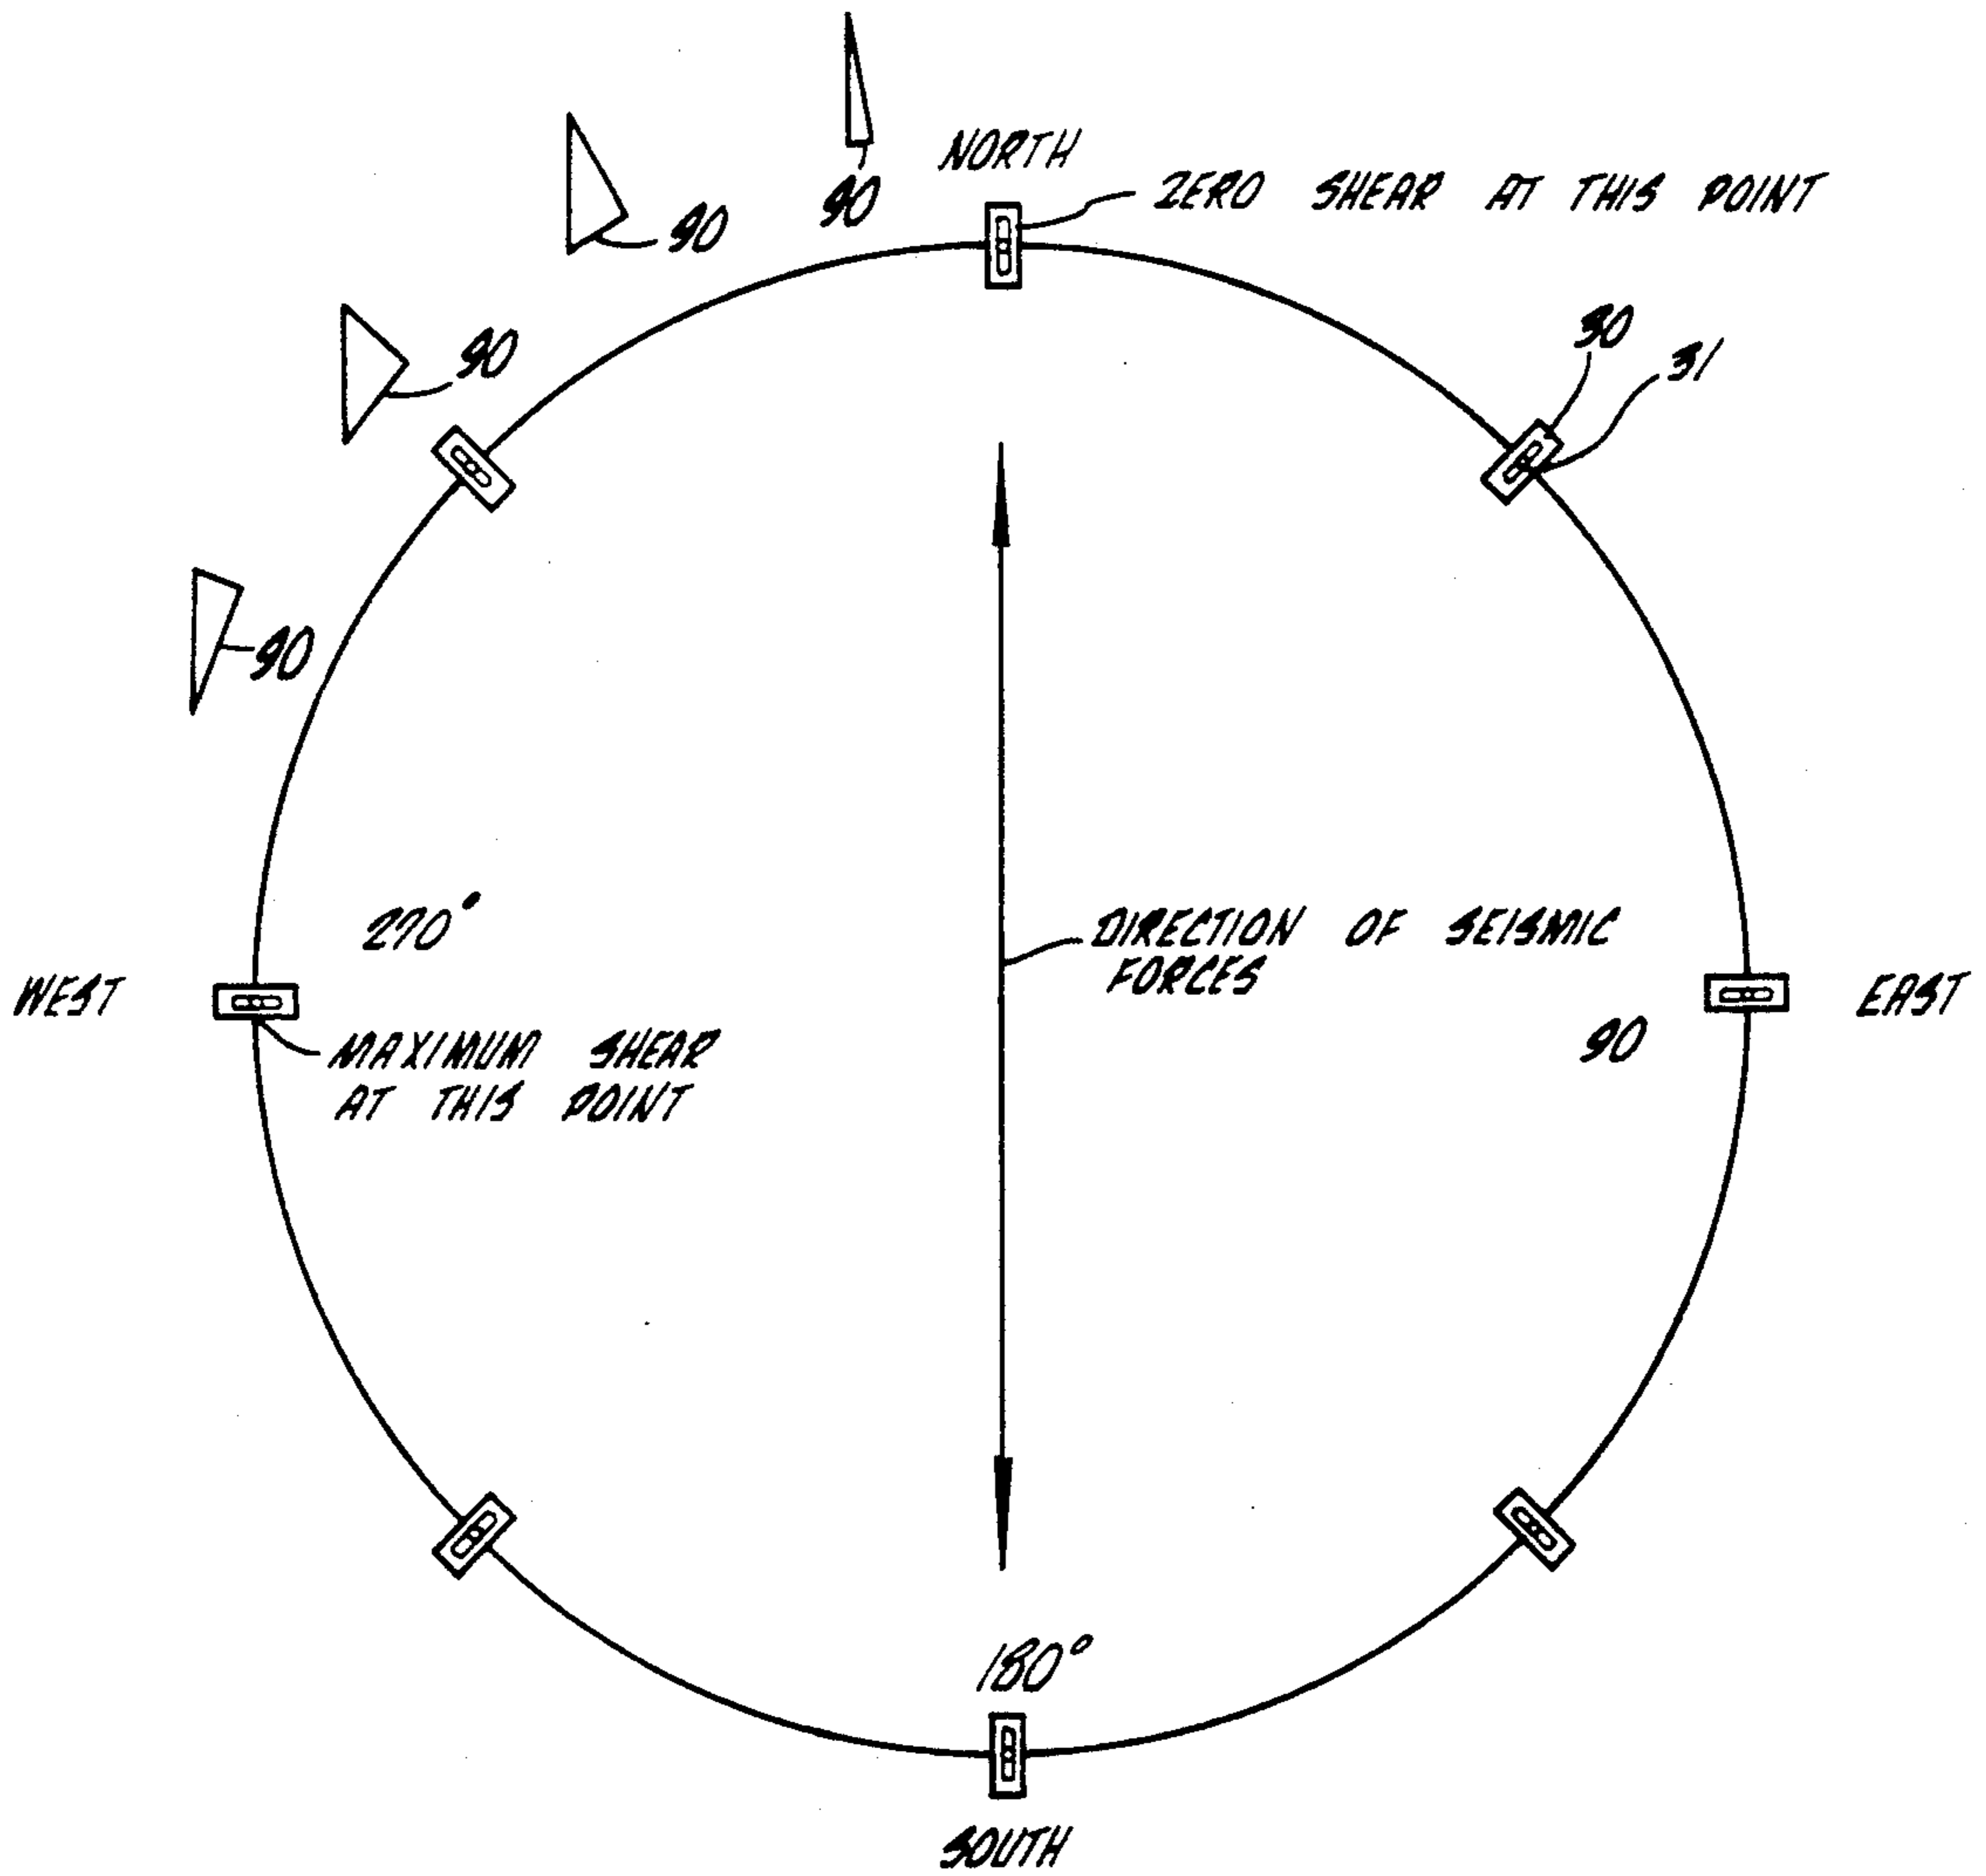 90
NORTH
ZERO SHEAR AT THIS POINT
90
90
30
31
90
270°
DIRECTION OF SEISMIC
FORCES
WEST
EAST
MAXIMUM SHEAR
AT THIS POINT
90
180°
SOUTH